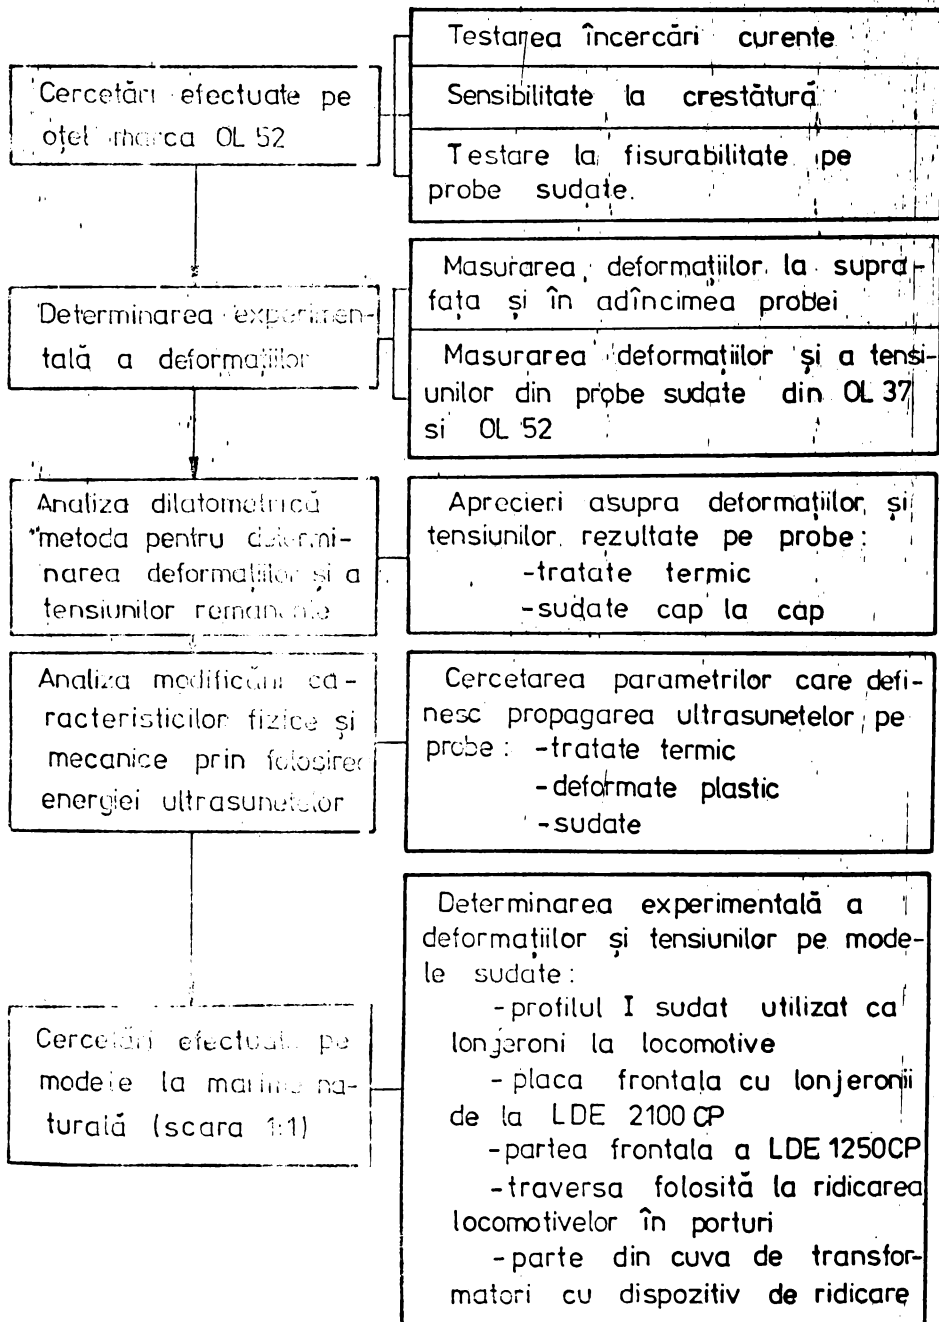 Cercetări efectuate pe
oțel marca OL 52
Testarea încercări curente
Sensibilitate la crestătură
Testare la fisurabilitate pe
probe sudate.
Determinarea experimen-
tală a deformațiilor
Masurarea deformațiilor la supra-
fața și în adîncimea probei
Masurarea deformațiilor și a tensi-
unilor din probe sudate din OL 37
si OL 52
Analiza dilatometrică
metoda pentru determi-
narea deformațiilor și a
tensiunilor remanente
Aprecieri asupra deformațiilor și
tensiunilor rezultate pe probe:
-tratate termic
-sudate cap la cap
Analiza modificării ca-
racteristicilor fizice și
mecanice prin folosirea
energiei ultrasunetelor
Cercetarea parametrilor care defi-
nesc propagarea ultrasunetelor pe
probe: -tratate termic
-deformate plastic
-sudate
Cercetări efectuate pe
modele la marime na-
turală (scara 1:1)
Determinarea experimentală a
deformațiilor și tensiunilor pe mode-
le sudate:
-profilul I sudat utilizat ca
lonjeroni la locomotive
-placa frontala cu lonjeronii
de la LDE 2100 CP
-partea frontala a LDE 1250CP
-traversa folosită la ridicarea
locomotivelor în porturi
-parte din cuva de transfor-
matori cu dispozitiv de ridicare